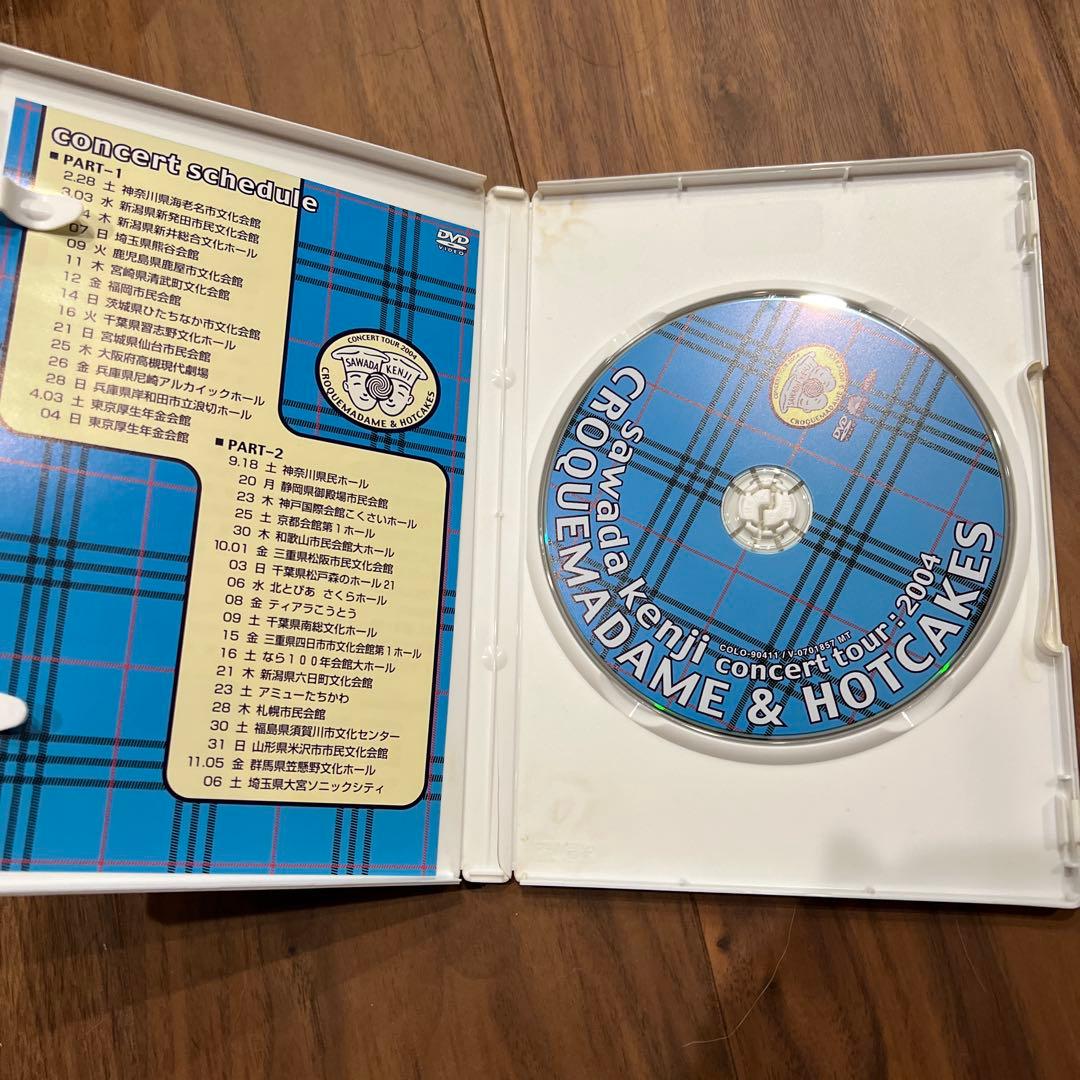 concert schedule
■ PART-1
2.28 土 神奈川県海老名市文化会館
3.03 水 新潟県新発田市民文化会館
4 木 新潟県新井総合文化ホール
07 日 埼玉県熊谷会館
09 火 鹿児島県鹿屋市文化会館
11 木 宮崎県清武町文化会館
12 金 福岡市民会館
14 日 茨城県ひたちなか市文化会館
16 火 千葉県習志野文化ホール
21 日 宮城県仙台市民会館
25 木 大阪府高槻現代劇場
26 金 兵庫県尼崎アルカイックホール
28 日 兵庫県岸和田市立浪切ホール
4.03 土 東京厚生年金会館
04 日 東京厚生年金会館
■ PART-2
9.18 土 神奈川県民ホール
20 月 静岡県御殿場市民会館
23 木 神戸国際会館こくさいホール
25 土 京都会館第1ホール
30 木 和歌山市民会館大ホール
10.01 金 三重県松阪市民文化会館
03 日 千葉県松戸森のホール21
06 水 北とぴあ さくらホール
08 金 ティアラこうとう
09 土 千葉県南総文化ホール
15 金 三重県四日市市文化会館第1ホール
16 土 なら100年会館大ホール
21 木 新潟県六日町文化会館
23 土 アミューたちかわ
28 木 札幌市民会館
30 土 福島県須賀川市文化センター
31 日 山形県米沢市市民文化会館
11.05 金 群馬県笠懸野文化ホール
06 土 埼玉県大宮ソニックシティ
DVD
VIDEO
CONCERT TOUR 2004
SAWADA KENJI
CROQUEMADAME & HOTCAKES
SAWADA KENJI
DVD
COLO-90411 / V-0701857 MT
sawada kenji concert tour::2004
CROQUEMADAME & HOTCAKES